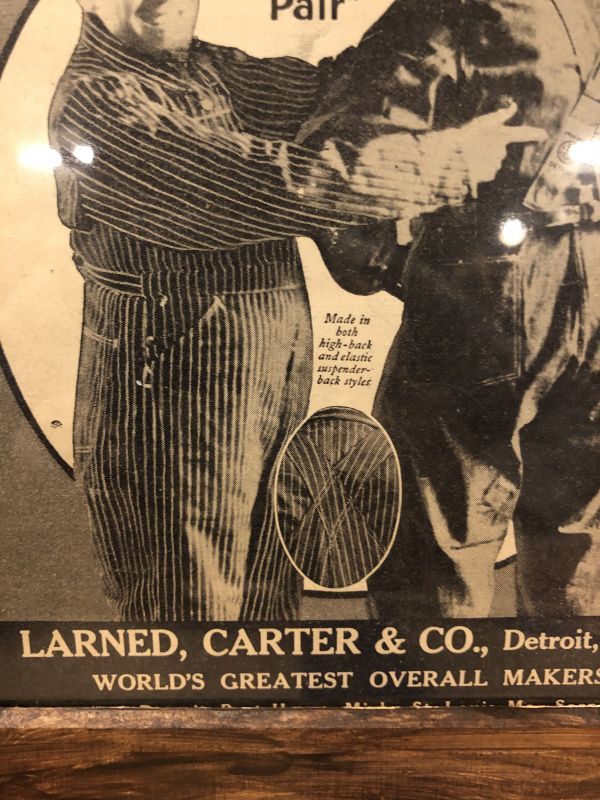 Pair"
Made in
both
high-back
and elastic
suspender-
back styles
LARNED, CARTER & CO., Detroit,
WORLD'S GREATEST OVERALL MAKERS